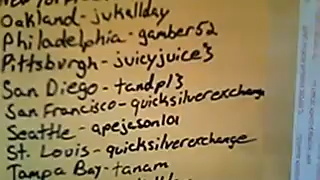 Oakland-jukallday
Philadelphia-gamber52
Pittsburgh-juicyjuice3
San Diego-tandp13
San Francisco-quicksilverexchange
Seattle-apejason101
St. Louis-quicksilverexchange
Tampa Bay-tanam